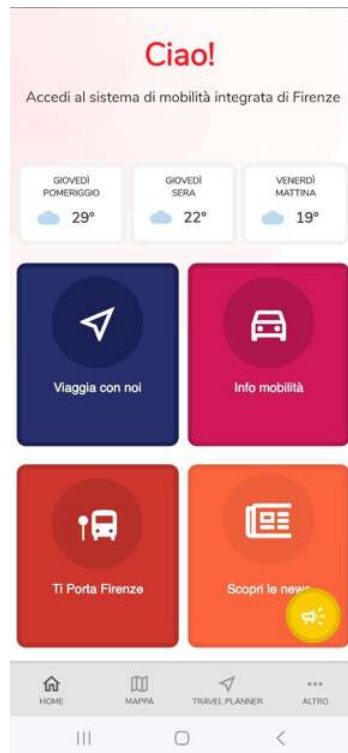 Ciao!
Accedi al sistema di mobilità integrata di Firenze
GIOVEDÌ
POMERIGGIO
29°
GIOVEDÌ
SERA
22°
VENERDÌ
MATTINA
19°
Viaggia con noi
Info mobilità
Ti Porta Firenze
Scopri le news
HOME
MAPPA
TRAVEL PLANNER
ALTRO